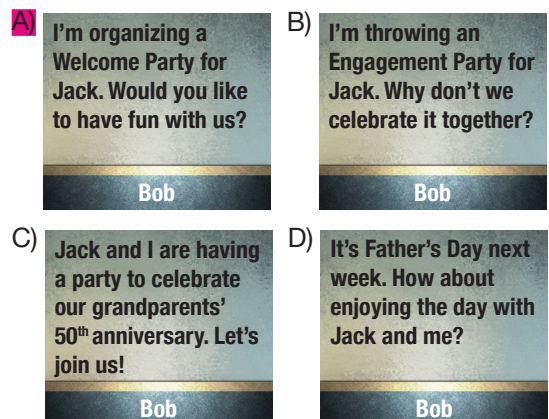 A)
I'm organizing a
Welcome Party for
Jack. Would you like
to have fun with us?
Bob
B)
I'm throwing an
Engagement Party for
Jack. Why don't we
celebrate it together?
Bob
C)
Jack and I are having
a party to celebrate
our grandparents'
50th anniversary. Let's
join us!
Bob
D)
It's Father's Day next
week. How about
enjoying the day with
Jack and me?
Bob